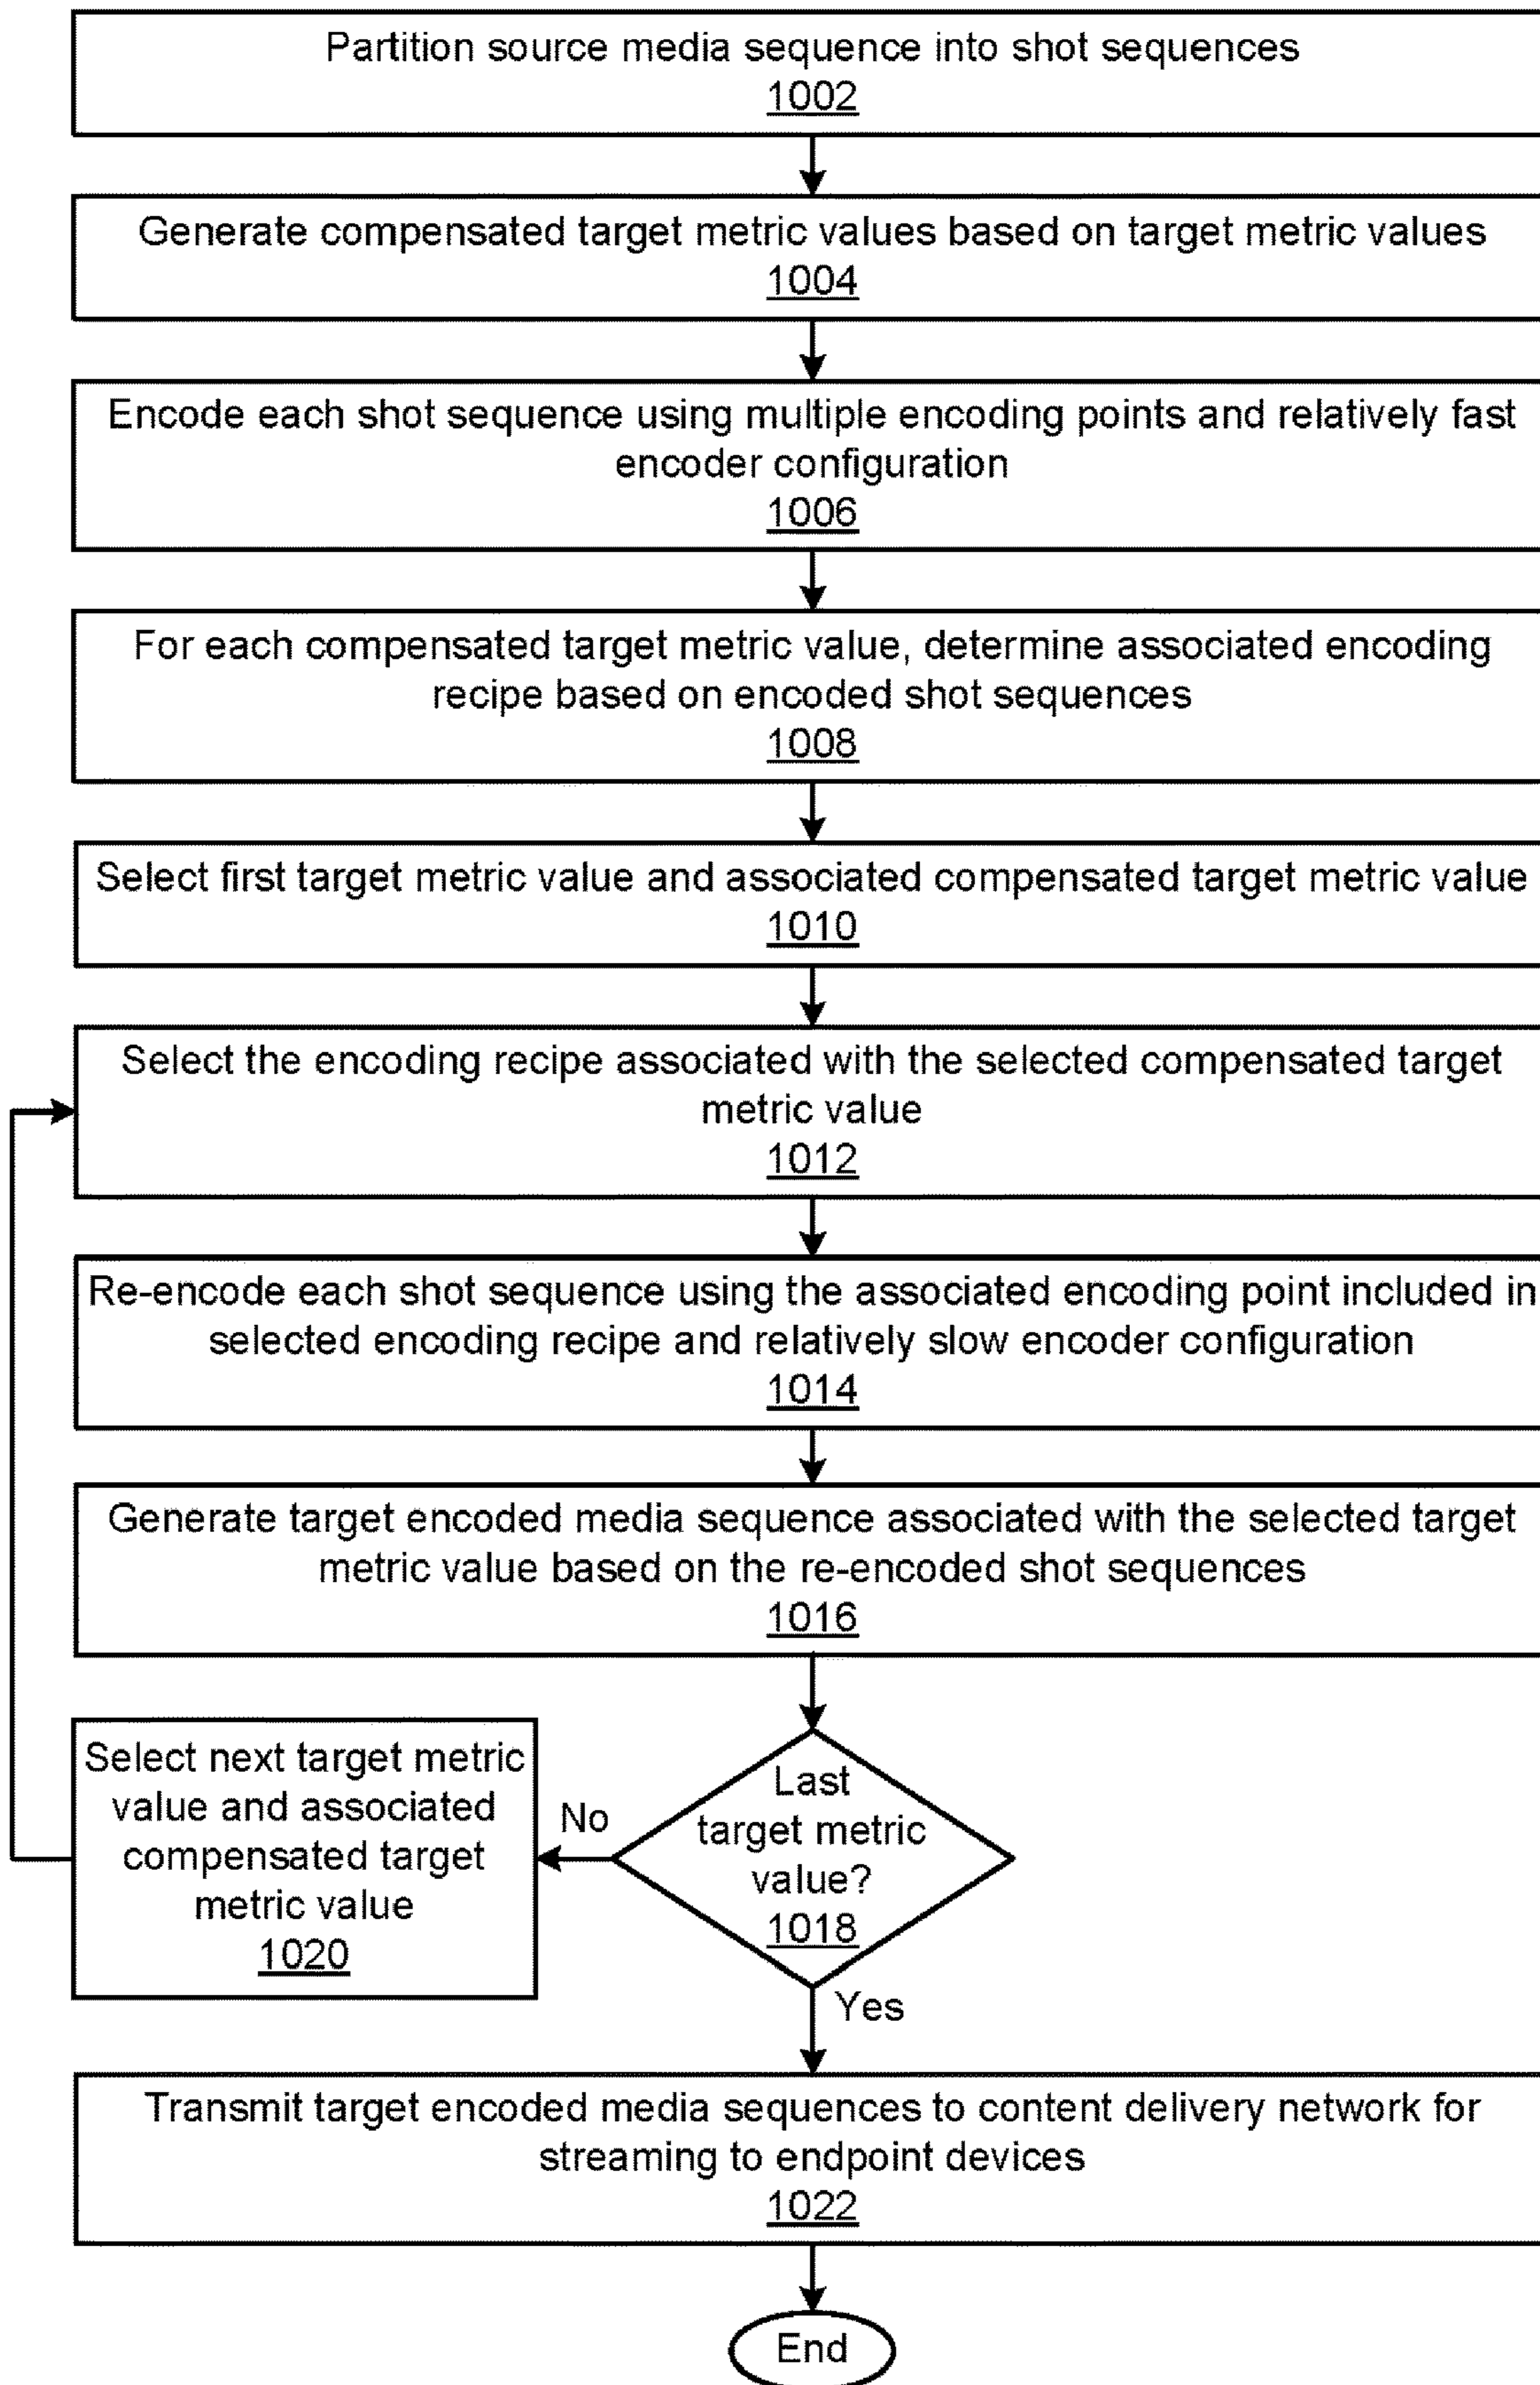 Partition source media sequence into shot sequences
1002
Generate compensated target metric values based on target metric values
1004
Encode each shot sequence using multiple encoding points and relatively fast
encoder configuration
1006
For each compensated target metric value, determine associated encoding
recipe based on encoded shot sequences
1008
Select first target metric value and associated compensated target metric value
1010
Select the encoding recipe associated with the selected compensated target
metric value
1012
Re-encode each shot sequence using the associated encoding point included in
selected encoding recipe and relatively slow encoder configuration
1014
Generate target encoded media sequence associated with the selected target
metric value based on the re-encoded shot sequences
1016
Last
target metric
value?
1018
No
Select next target metric
value and associated
compensated target
metric value
1020
Yes
Transmit target encoded media sequences to content delivery network for
streaming to endpoint devices
1022
End